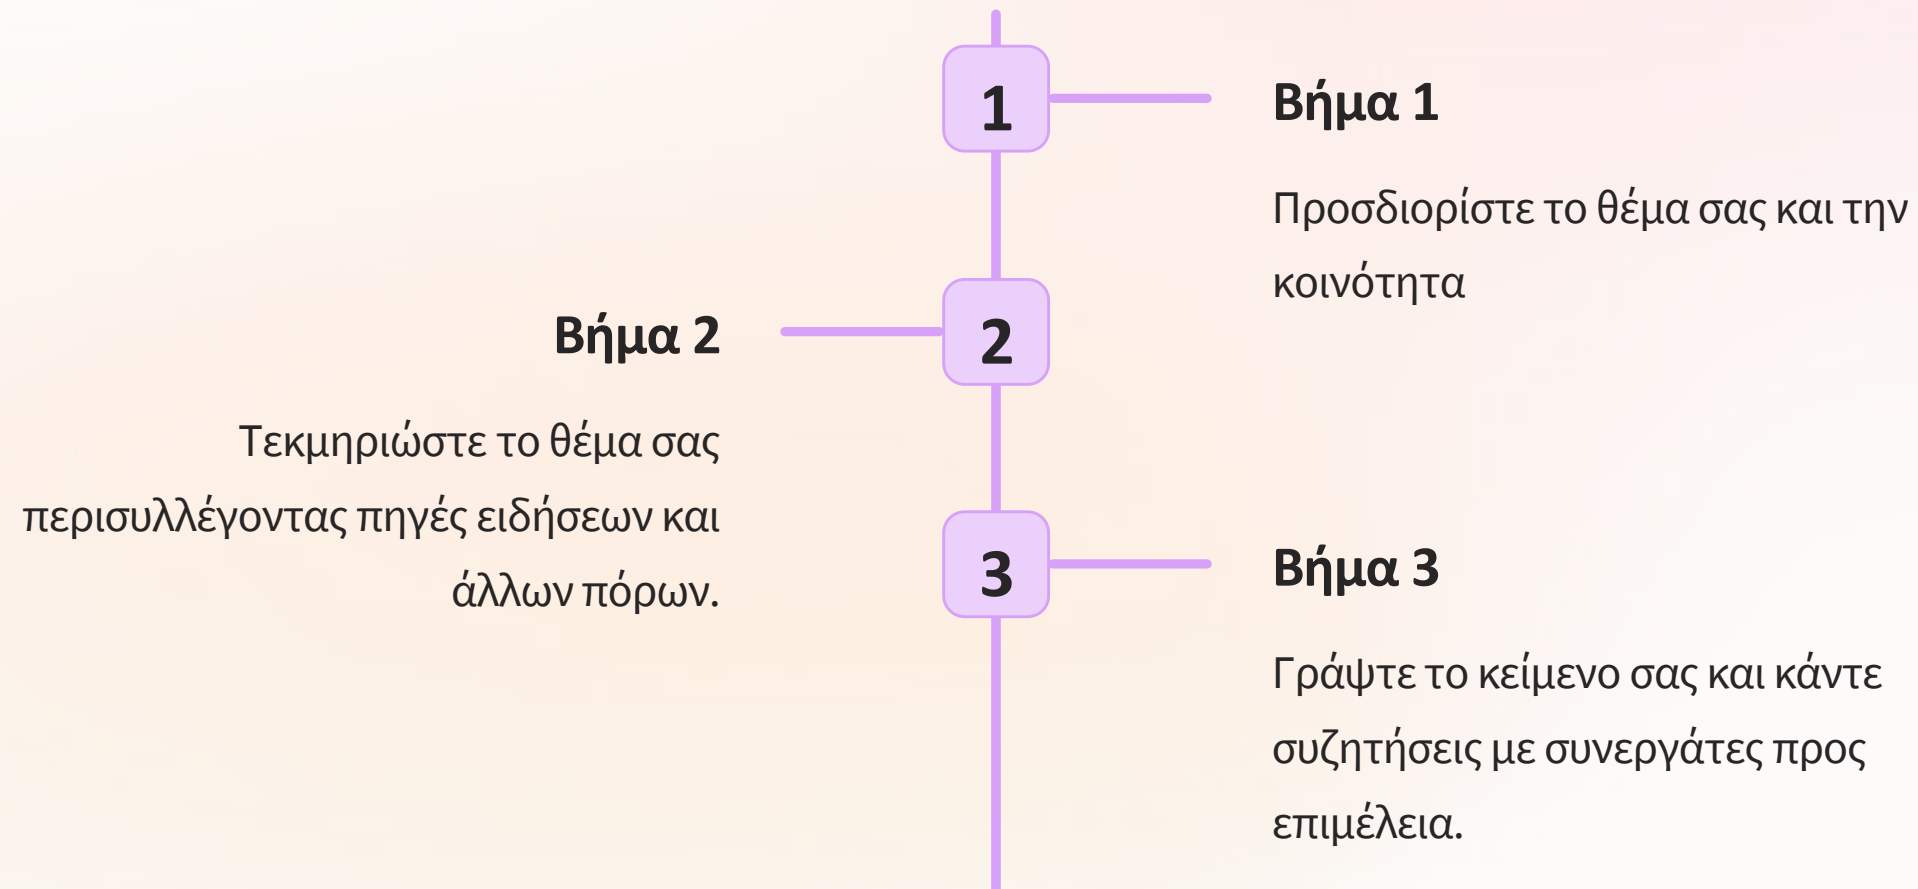 1
Βήμα 1
Προσδιορίστε το θέμα σας και την
κοινότητα
2
Βήμα 2
Τεκμηριώστε το θέμα σας
περισυλλέγοντας πηγές ειδήσεων και
άλλων πόρων.
3
Βήμα 3
Γράψτε το κείμενο σας και κάντε
συζητήσεις με συνεργάτες προς
επιμέλεια.